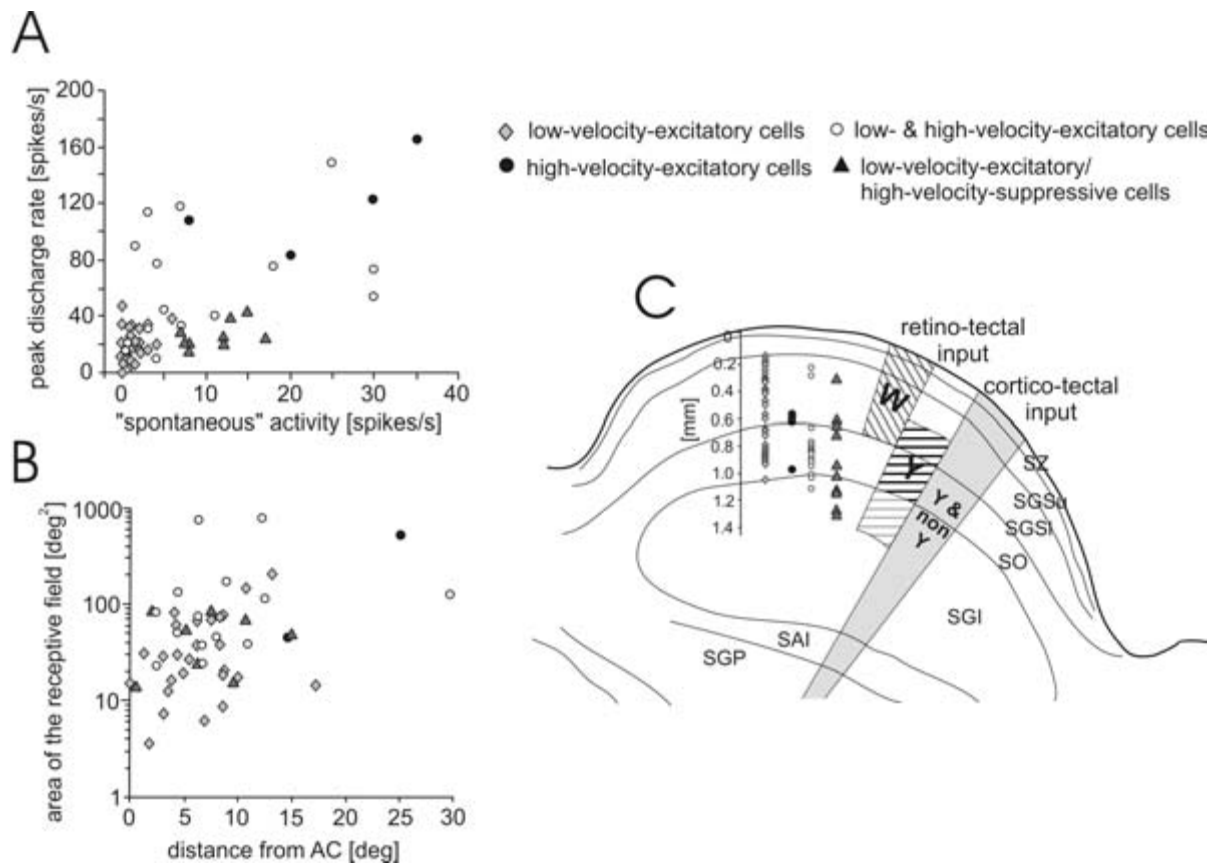 A
200
160
120
80
40
0
0 10 20 30 40
peak discharge rate [spikes/s]
"spontaneous" activity [spikes/s]
low-velocity-excitatory cells
high-velocity-excitatory cells
low- & high-velocity-excitatory cells
low-velocity-excitatory/
high-velocity-suppressive cells
B
1000
100
10
1
0 5 10 15 20 25 30
area of the receptive field [deg²]
distance from AC [deg]
C
retino-tectal
input
cortico-tectal
input
0
0.2
0.4
0.6
0.8
1.0
1.2
1.4
[mm]
W
Y
Y &
non
Y
SZ
SGSu
SGSl
SO
SGI
SAI
SGP